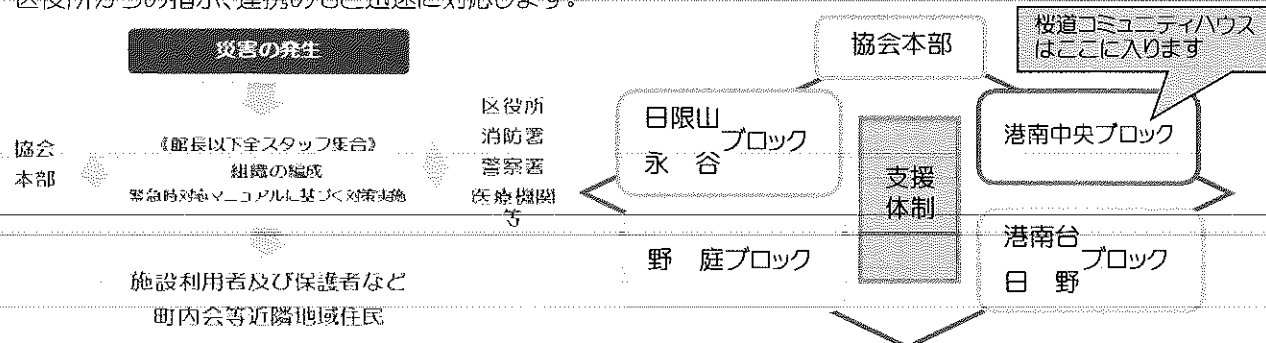 区役所からの指示、連携のもと迅速に対応します。
災害の発生
協会
本部
《館長以下全スタッフ集合》
組織の編成
緊急時対応マニュアルに基づく対策実施
区役所
消防署
警察署
医療機関
等
施設利用者及び保護者など
町内会等近隣地域住民
協会本部
桜道コミュニティハウス
はここに入ります
日限山
永 谷
ブロック
港南中央ブロック
支援
体制
野 庭ブロック
港南台
日 野
ブロック